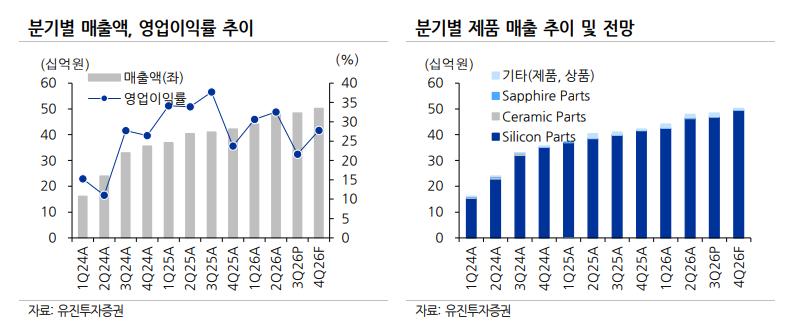 분기별 매출액, 영업이익률 추이
(십억원)
(%)
매출액(좌)
영업이익률
60
50
40
30
20
10
0
40
35
30
25
20
15
10
5
0
1Q24A
2Q24A
3Q24A
4Q24A
1Q25A
2Q25A
3Q25A
4Q25A
1Q26A
2Q26A
3Q26P
4Q26F
자료: 유진투자증권
분기별 제품 매출 추이 및 전망
(십억원)
기타(제품, 상품)
Sapphire Parts
Ceramic Parts
Silicon Parts
60
50
40
30
20
10
0
1Q24A
2Q24A
3Q24A
4Q24A
1Q25A
2Q25A
3Q25A
4Q25A
1Q26A
2Q26A
3Q26P
4Q26F
자료: 유진투자증권